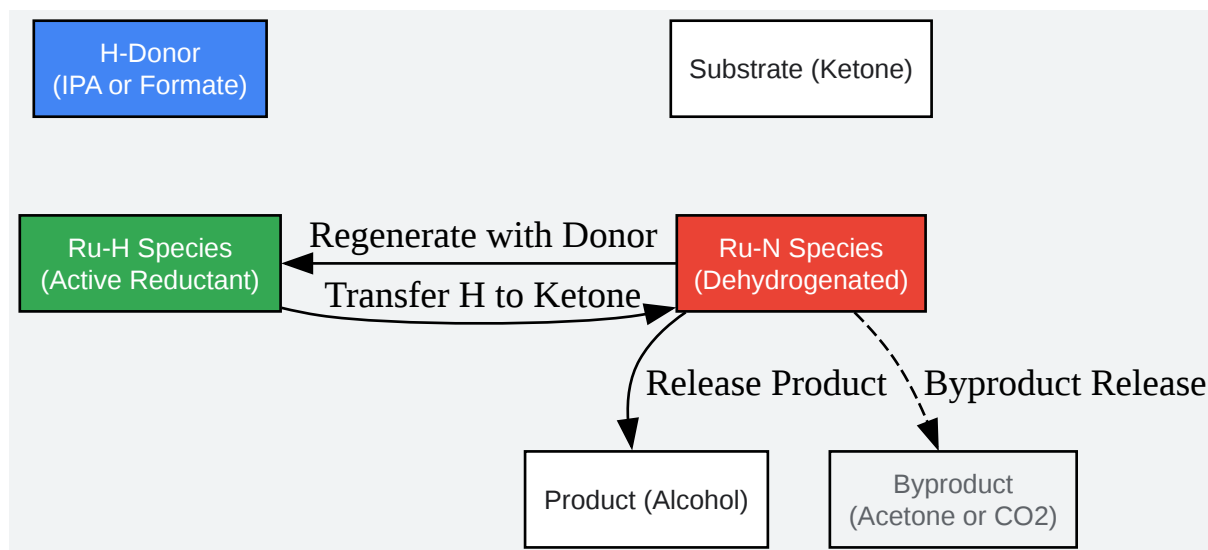 H-Donor
(IPA or Formate)
Substrate (Ketone)
Ru-H Species
(Active Reductant)
Regenerate with Donor
Transfer H to Ketone
Ru-N Species
(Dehydrogenated)
Release Product
Byproduct Release
Product (Alcohol)
Byproduct
(Acetone or CO2)